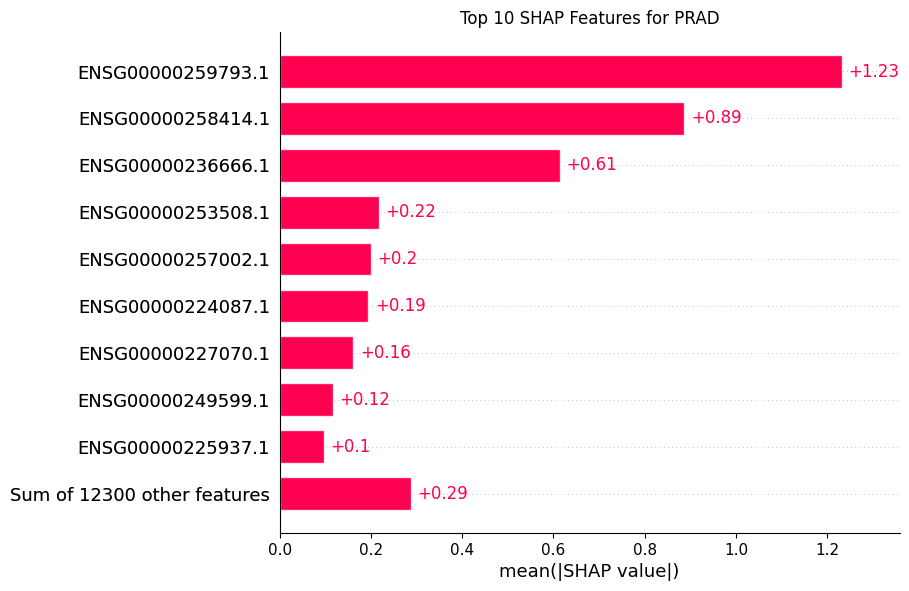 Top 10 SHAP Features for PRAD
ENSG00000259793.1 +1.23
ENSG00000258414.1 +0.89
ENSG00000236666.1 +0.61
ENSG00000253508.1 +0.22
ENSG00000257002.1 +0.2
ENSG00000224087.1 +0.19
ENSG00000227070.1 +0.16
ENSG00000249599.1 +0.12
ENSG00000225937.1 +0.1
Sum of 12300 other features +0.29
0.0 0.2 0.4 0.6 0.8 1.0 1.2
mean(|SHAP value|)